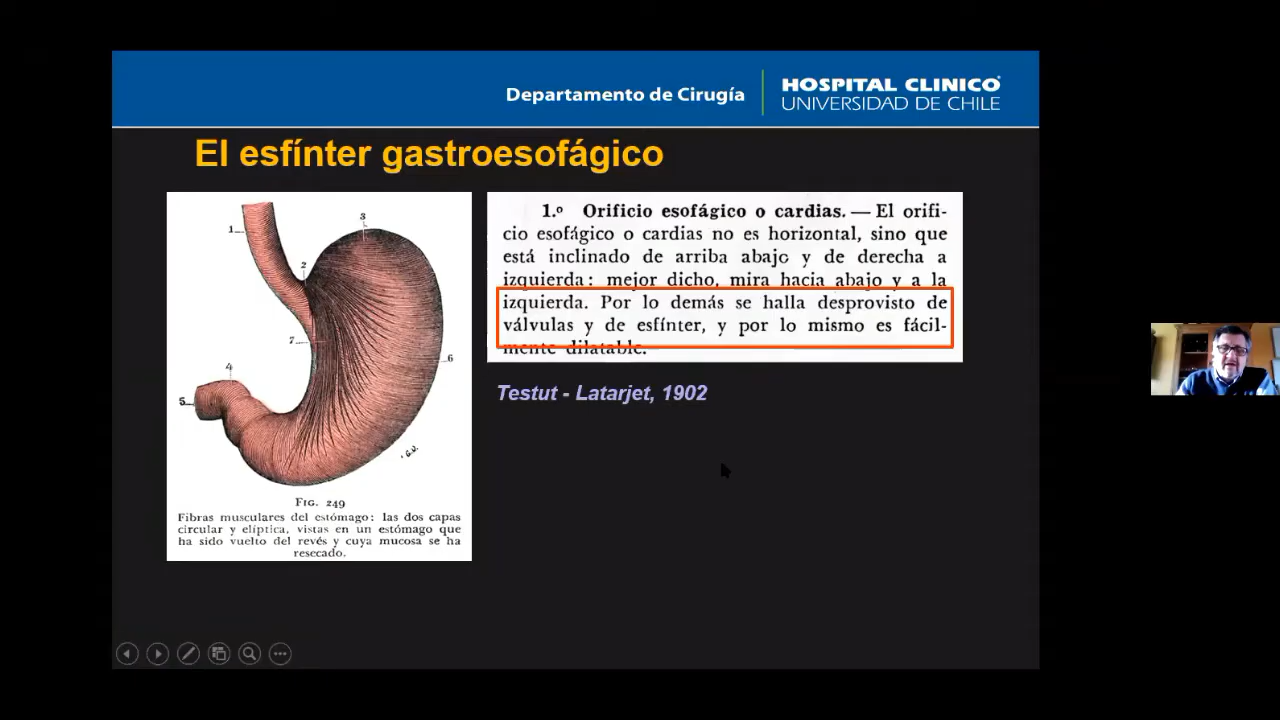 Departamento de Cirugía
HOSPITAL CLINICO
UNIVERSIDAD DE CHILE
El esfínter gastroesofágico
1
2
3
4
5
6
7
G.D.
FIG. 249
Fibras musculares del estómago: las dos capas
circular y elíptica, vistas en un estómago que
ha sido vuelto del revés y cuya mucosa se ha
resecado.
1.º Orificio esofágico o cardias. — El orifi-
cio esofágico o cardias no es horizontal, sino que
está inclinado de arriba abajo y de derecha a
izquierda: mejor dicho, mira hacia abajo y a la
izquierda. Por lo demás se halla desprovisto de
válvulas y de esfínter, y por lo mismo es fácil-
mente dilatable.
Testut - Latarjet, 1902